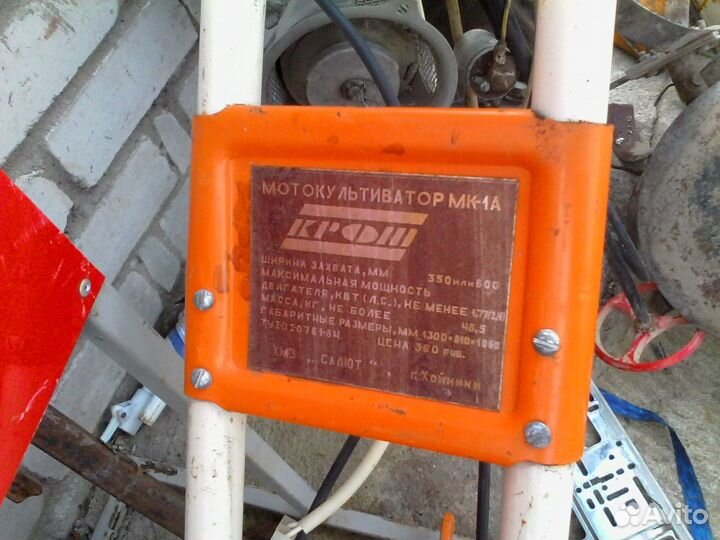 МОТОКУЛЬТИВАТОР МК-1А
КРОШ
ШИРИНА ЗАХВАТА, ММ 350 или 600
МАКСИМАЛЬНАЯ МОЩНОСТЬ
ДВИГАТЕЛЯ, КВТ (Л.С.), НЕ МЕНЕЕ 1,77(2,4)
МАССА, КГ, НЕ БОЛЕЕ 48,5
ГАБАРИТНЫЕ РАЗМЕРЫ, ММ 1300×810×1060
ЦЕНА 360 РУБ.
ХМЗ „САЛЮТ", г. Хойники
Avito